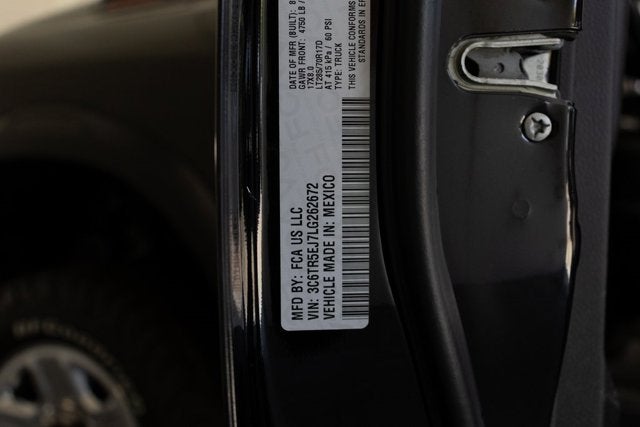 MFD BY: FCA US LLC
DATE OF MFR (BUILT): 8
GAWR FRONT: 4750 LB /
17X8.0
LT285/70R17D
AT 415 kPa / 60 PSI
TYPE: TRUCK
THIS VEHICLE CONFORMS
STANDARDS IN EF
VIN: 3C6TR5EJ7LG262672
VEHICLE MADE IN: MEXICO